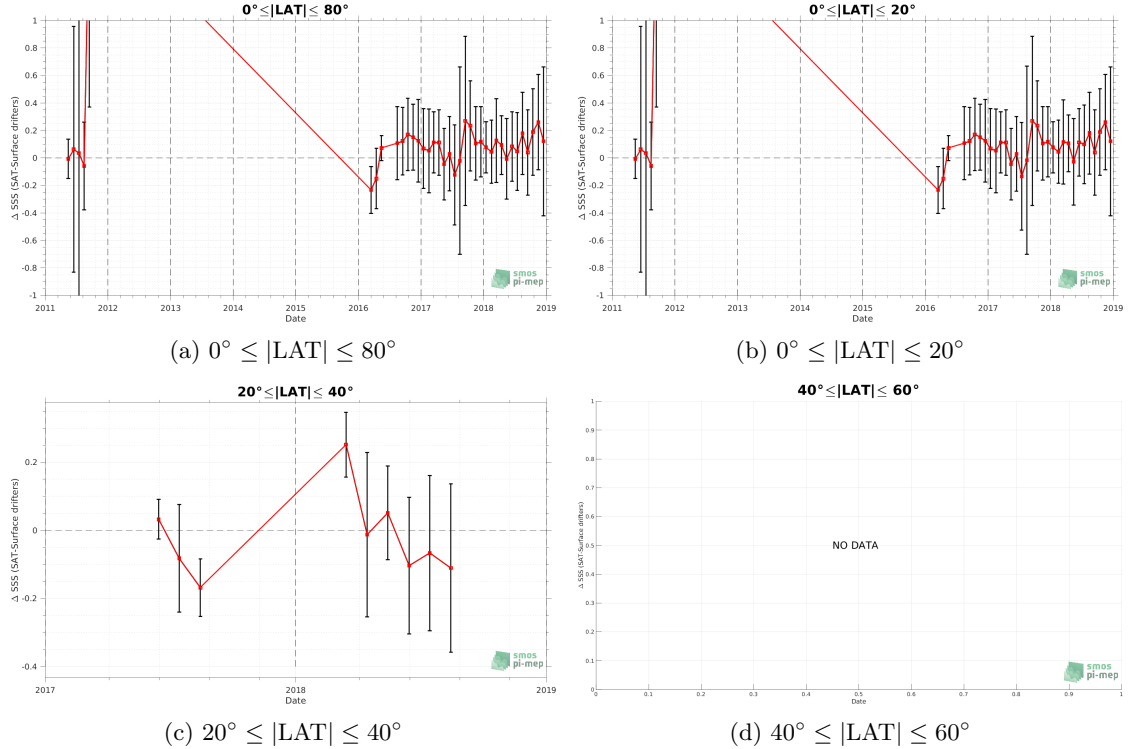 0°≤|LAT|≤ 80°
1
0.8
0.6
0.4
0.2
0
-0.2
-0.4
-0.6
-0.8
-1
Δ SSS (SAT-Surface drifters)
2011 2012 2013 2014 2015 2016 2017 2018 2019
Date
smos
pi-mep
(a) 0° ≤ |LAT| ≤ 80°
0°≤|LAT|≤ 20°
1
0.8
0.6
0.4
0.2
0
-0.2
-0.4
-0.6
-0.8
-1
Δ SSS (SAT-Surface drifters)
2011 2012 2013 2014 2015 2016 2017 2018 2019
Date
smos
pi-mep
(b) 0° ≤ |LAT| ≤ 20°
20°≤|LAT|≤ 40°
0.2
0
-0.2
-0.4
Δ SSS (SAT-Surface drifters)
2017 2018 2019
Date
smos
pi-mep
(c) 20° ≤ |LAT| ≤ 40°
40°≤|LAT|≤ 60°
1
0.9
0.8
0.7
0.6
0.5
0.4
0.3
0.2
0.1
0
Δ SSS (SAT-Surface drifters)
NO DATA
0 0.1 0.2 0.3 0.4 0.5 0.6 0.7 0.8 0.9 1
Date
smos
pi-mep
(d) 40° ≤ |LAT| ≤ 60°